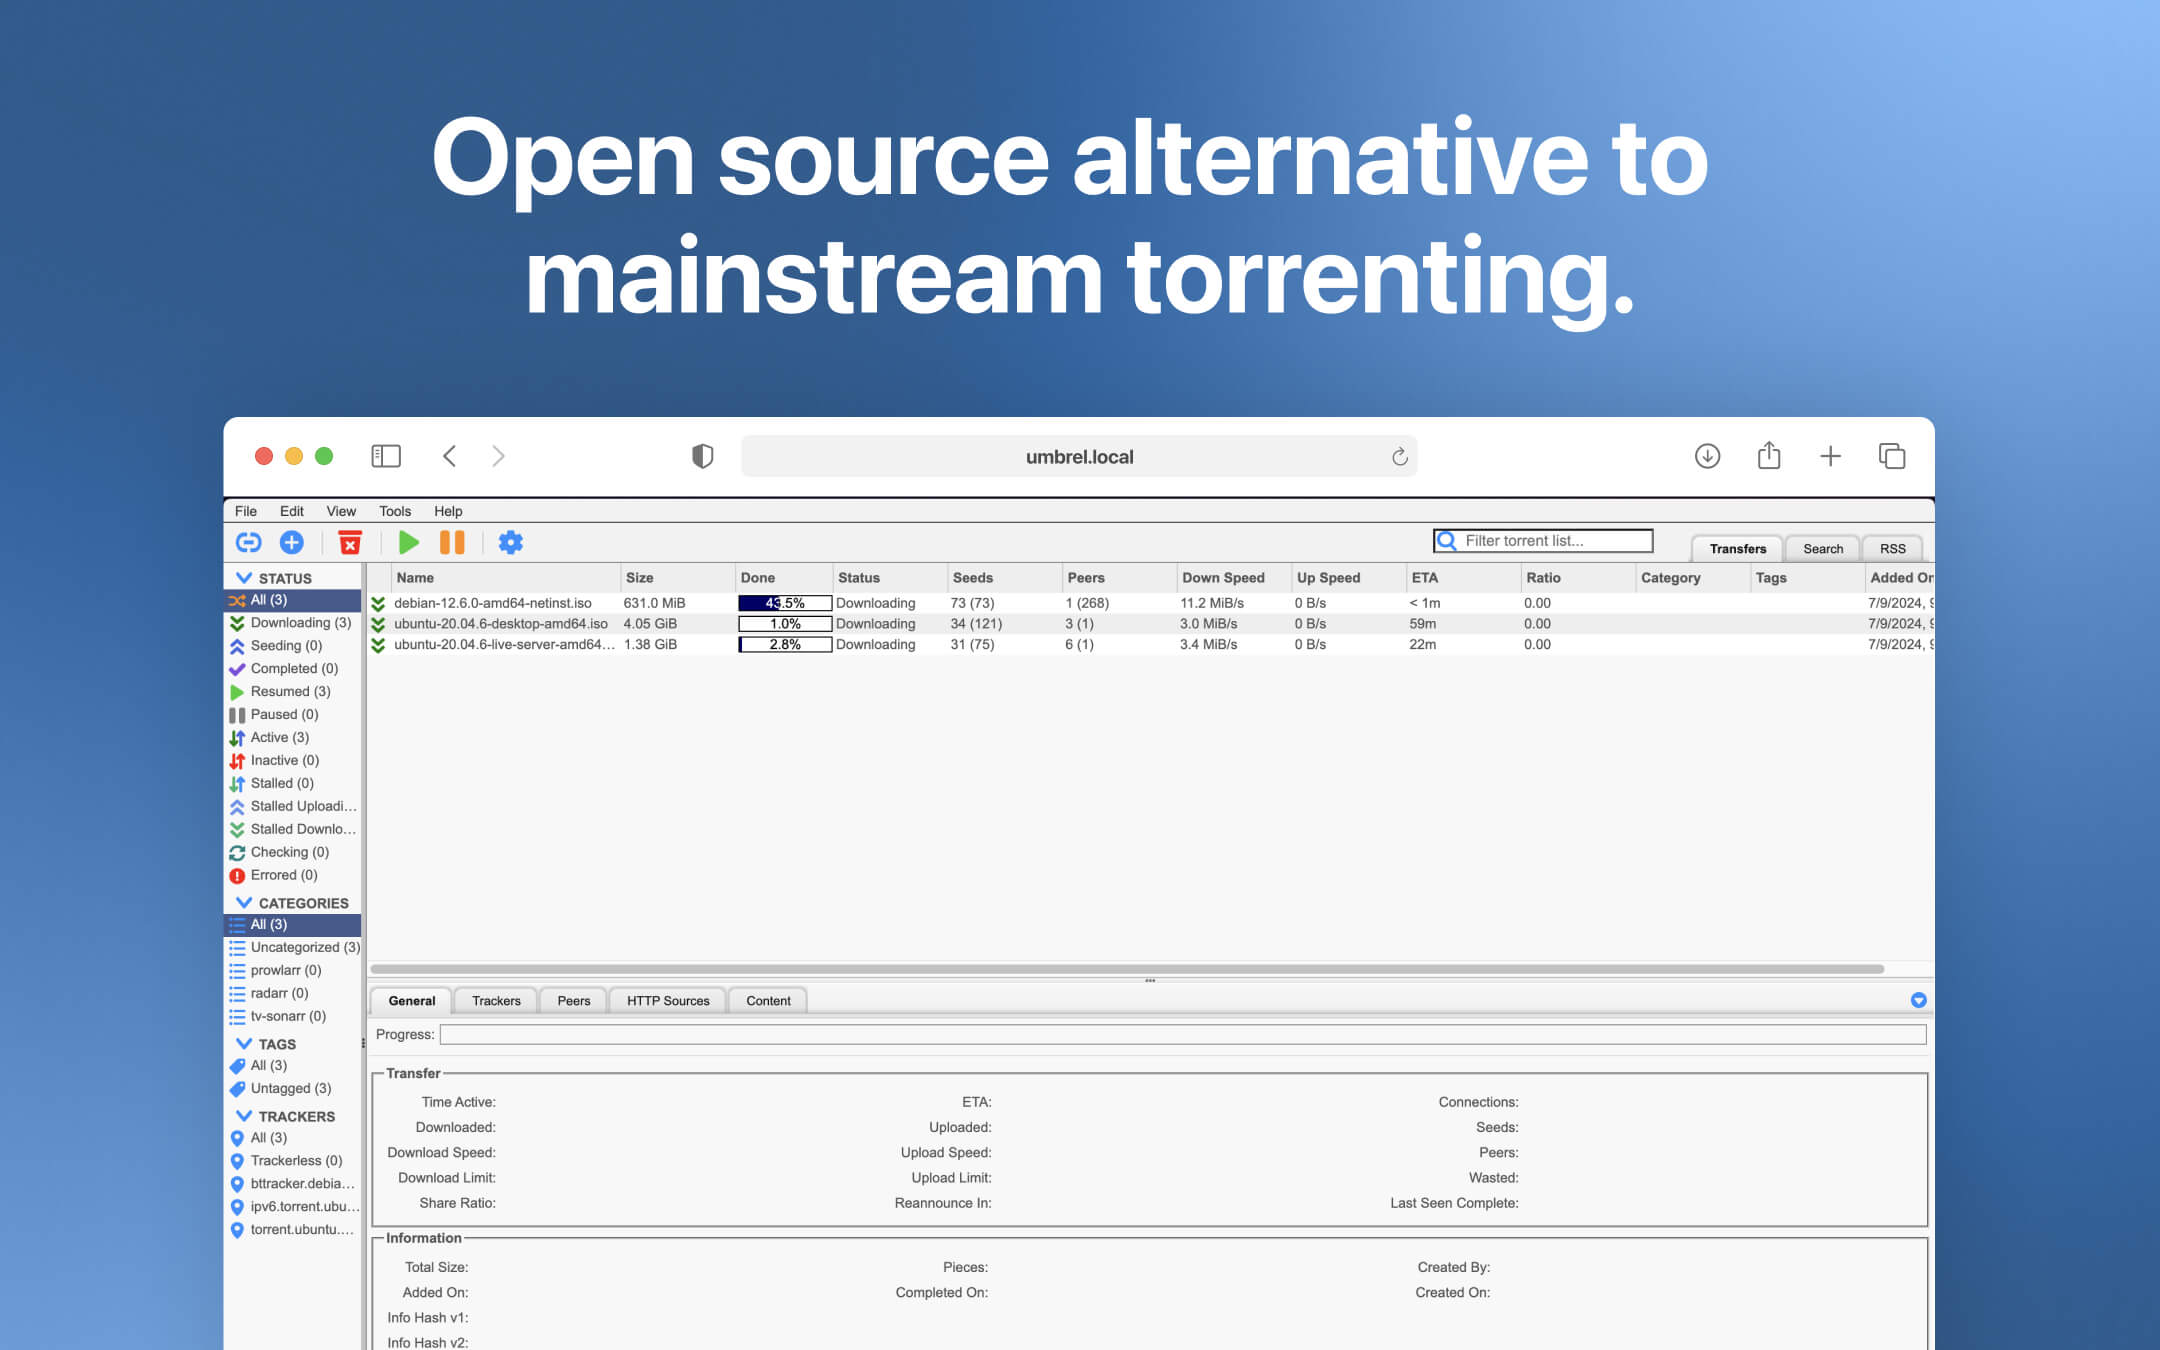 Open source alternative to
mainstream torrenting.
umbrel.local
File Edit View Tools Help
Filter torrent list...
Transfers Search RSS
STATUS
All (3)
Downloading (3)
Seeding (0)
Completed (0)
Resumed (3)
Paused (0)
Active (3)
Inactive (0)
Stalled (0)
Stalled Uploadi...
Stalled Downlo...
Checking (0)
Errored (0)
CATEGORIES
All (3)
Uncategorized (3)
prowlarr (0)
radarr (0)
tv-sonarr (0)
TAGS
All (3)
Untagged (3)
TRACKERS
All (3)
Trackerless (0)
bttracker.debia...
ipv6.torrent.ubu...
torrent.ubuntu....
Name Size Done Status Seeds Peers Down Speed Up Speed ETA Ratio Category Tags Added On
debian-12.6.0-amd64-netinst.iso 631.0 MiB 43.5% Downloading 73 (73) 1 (268) 11.2 MiB/s 0 B/s < 1m 0.00 7/9/2024, 9
ubuntu-20.04.6-desktop-amd64.iso 4.05 GiB 1.0% Downloading 34 (121) 3 (1) 3.0 MiB/s 0 B/s 59m 0.00 7/9/2024, 9
ubuntu-20.04.6-live-server-amd64... 1.38 GiB 2.8% Downloading 31 (75) 6 (1) 3.4 MiB/s 0 B/s 22m 0.00 7/9/2024, 9
General Trackers Peers HTTP Sources Content
Progress:
Transfer
Time Active: ETA: Connections:
Downloaded: Uploaded: Seeds:
Download Speed: Upload Speed: Peers:
Download Limit: Upload Limit: Wasted:
Share Ratio: Reannounce In: Last Seen Complete:
Information
Total Size: Pieces: Created By:
Added On: Completed On: Created On:
Info Hash v1:
Info Hash v2: